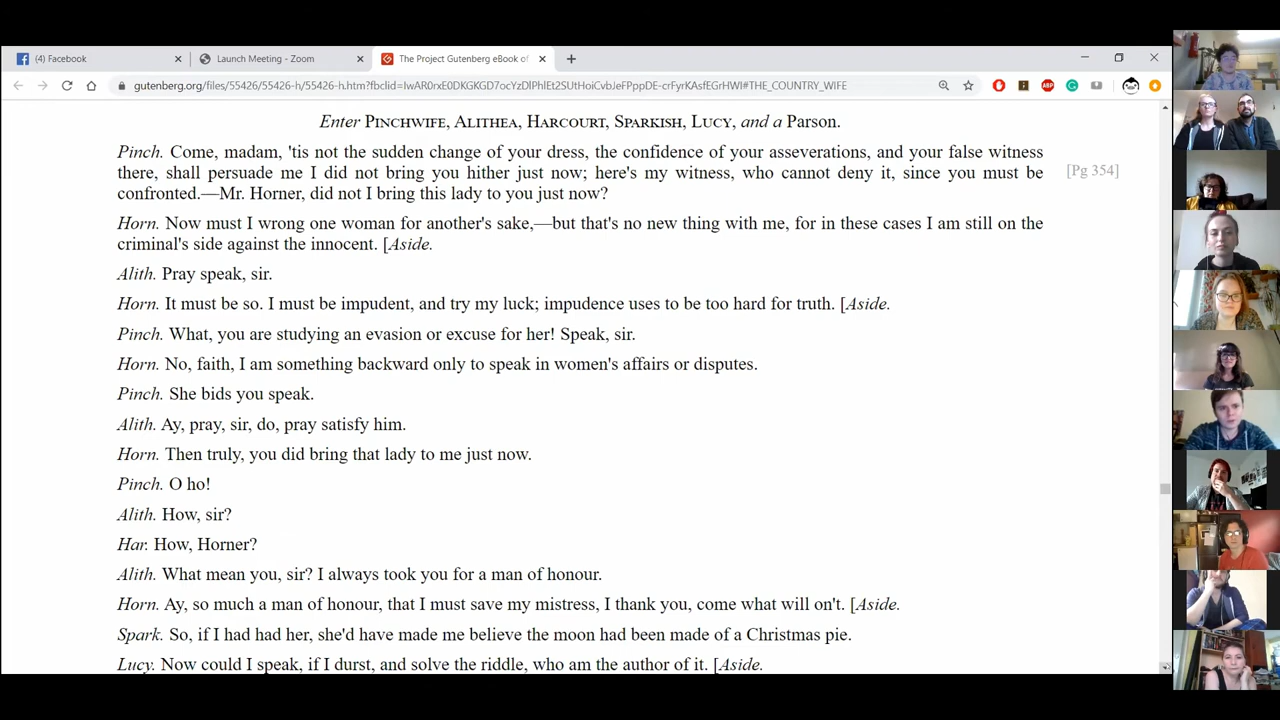 (4) Facebook
Launch Meeting - Zoom
The Project Gutenberg eBook of
gutenberg.org/files/55426-h/55426-h.htm?fbclid=IwAR0rxE0DKGKGD7ocYzDIPhlEt2SUtHoiCvbJeFPppDE-crFyrKAsfEGrHWI#THE_COUNTRY_WIFE
ABP
Enter PINCHWIFE, ALITHEA, HARCOURT, SPARKISH, LUCY, and a Parson.
Pinch. Come, madam, 'tis not the sudden change of your dress, the confidence of your asseverations, and your false witness
there, shall persuade me I did not bring you hither just now; here's my witness, who cannot deny it, since you must be
confronted.—Mr. Horner, did not I bring this lady to you just now?
[Pg 354]
Horn. Now must I wrong one woman for another's sake,—but that's no new thing with me, for in these cases I am still on the
criminal's side against the innocent. [Aside.
Alith. Pray speak, sir.
Horn. It must be so. I must be impudent, and try my luck; impudence uses to be too hard for truth. [Aside.
Pinch. What, you are studying an evasion or excuse for her! Speak, sir.
Horn. No, faith, I am something backward only to speak in women's affairs or disputes.
Pinch. She bids you speak.
Alith. Ay, pray, sir, do, pray satisfy him.
Horn. Then truly, you did bring that lady to me just now.
Pinch. O ho!
Alith. How, sir?
Har. How, Horner?
Alith. What mean you, sir? I always took you for a man of honour.
Horn. Ay, so much a man of honour, that I must save my mistress, I thank you, come what will on't. [Aside.
Spark. So, if I had had her, she'd have made me believe the moon had been made of a Christmas pie.
Lucy. Now could I speak, if I durst, and solve the riddle, who am the author of it. [Aside.